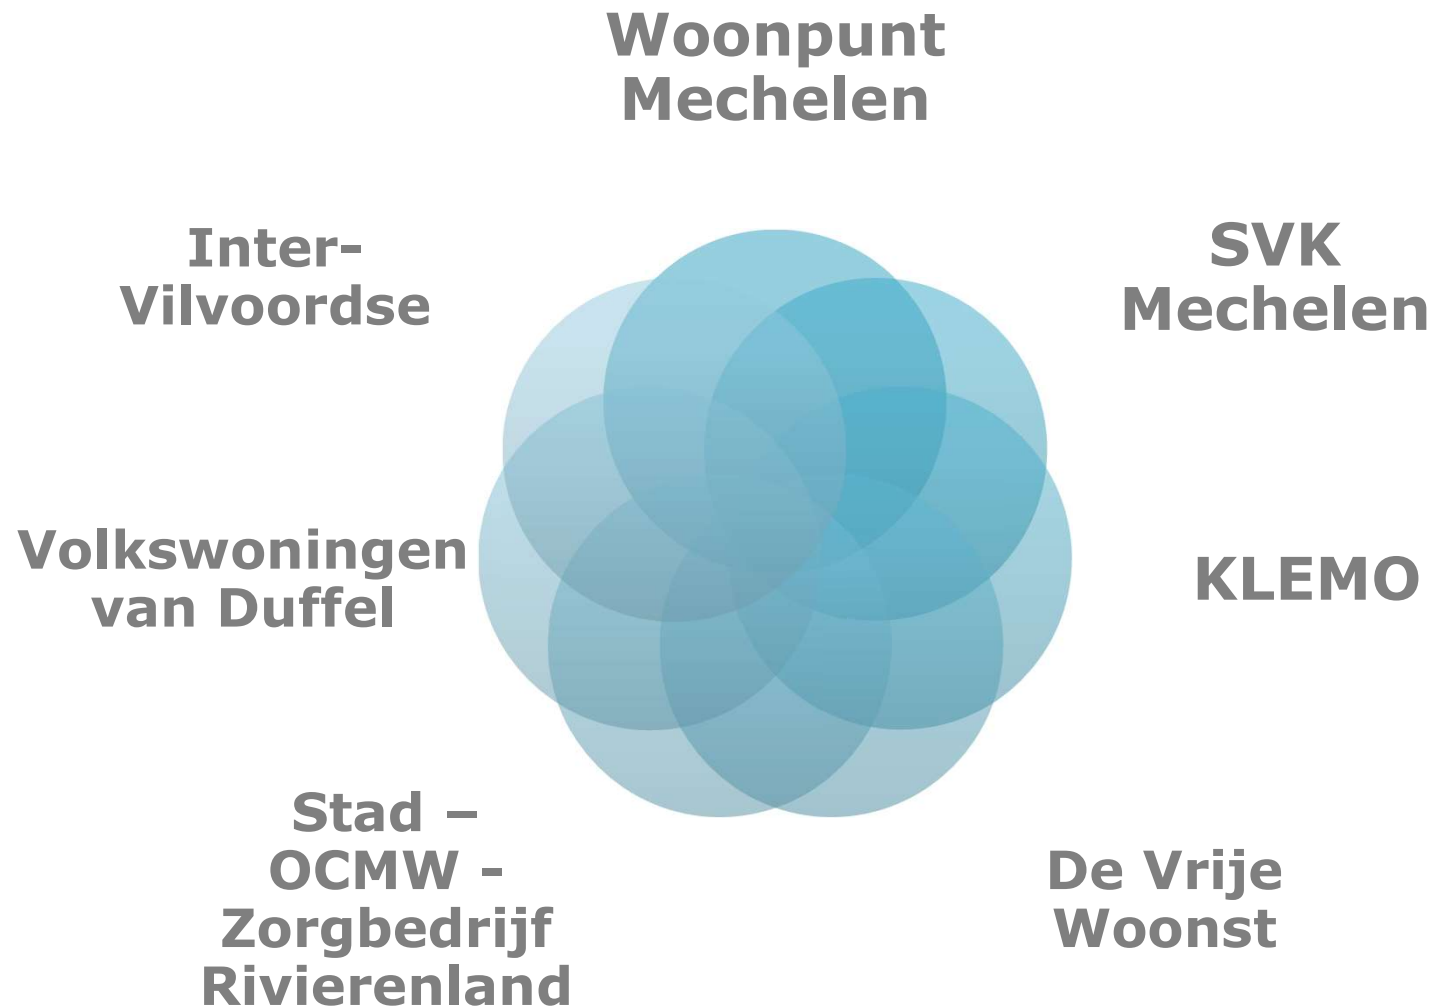 Woonpunt
Mechelen
SVK
Mechelen
KLEMO
De Vrije
Woonst
Stad –
OCMW -
Zorgbedrijf
Rivierenland
Volkswoningen
van Duffel
Inter-
Vilvoordse